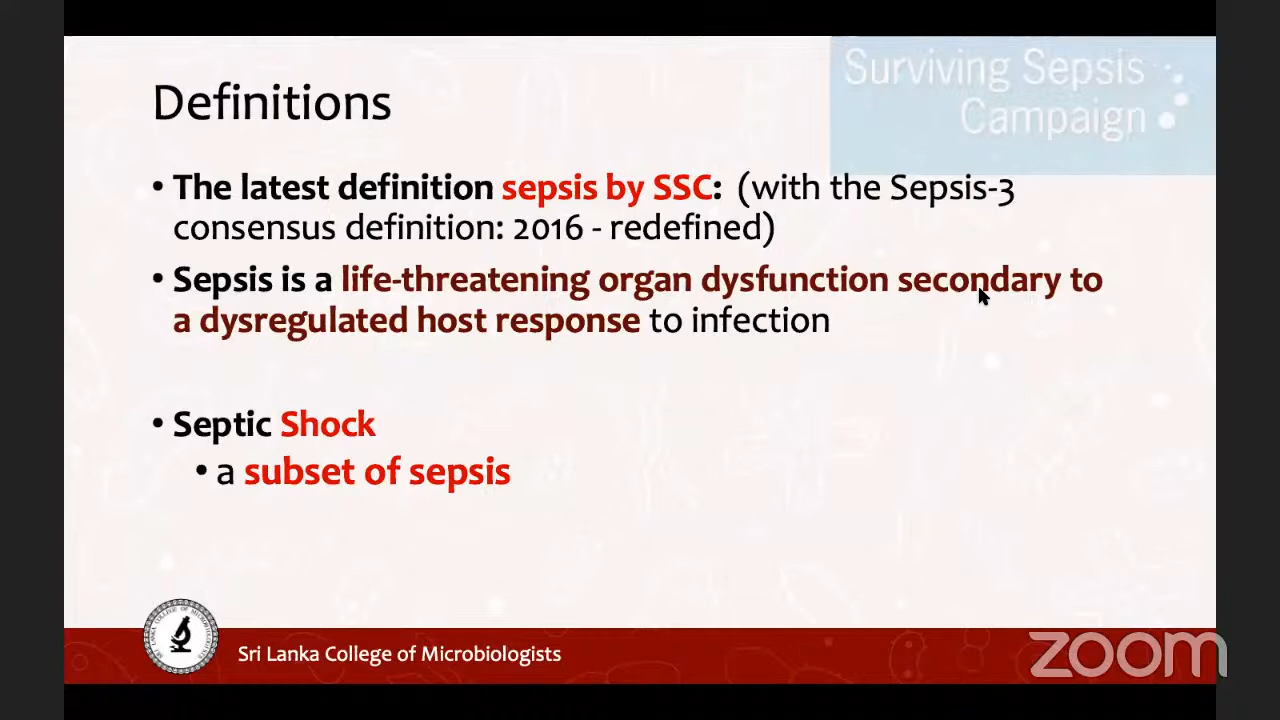 Surviving Sepsis
Campaign
Definitions
• The latest definition sepsis by SSC: (with the Sepsis-3
consensus definition: 2016 - redefined)
• Sepsis is a life-threatening organ dysfunction secondary to
a dysregulated host response to infection
• Septic Shock
• a subset of sepsis
Sri Lanka College of Microbiologists
zoom